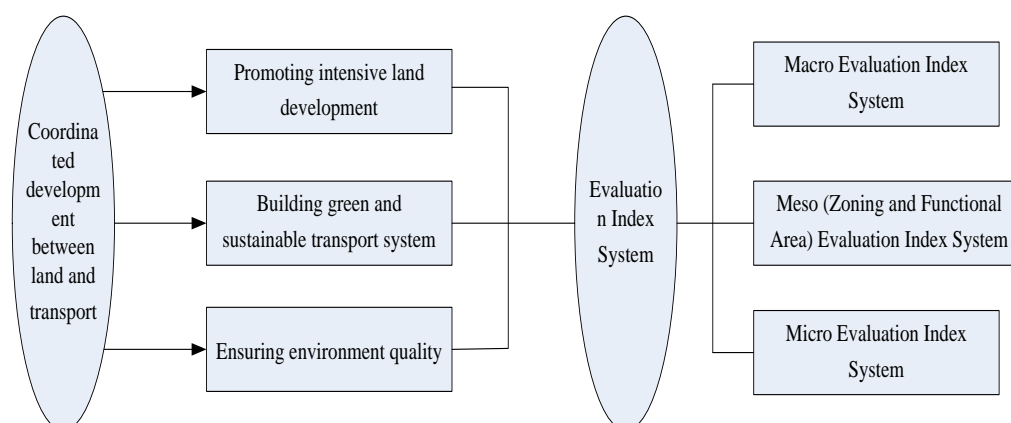 Coordina
ted
developm
ent
between
land and
transport
Promoting intensive land
development
Building green and
sustainable transport system
Ensuring environment quality
Evaluatio
n Index
System
Macro Evaluation Index
System
Meso (Zoning and Functional
Area) Evaluation Index System
Micro Evaluation Index
System